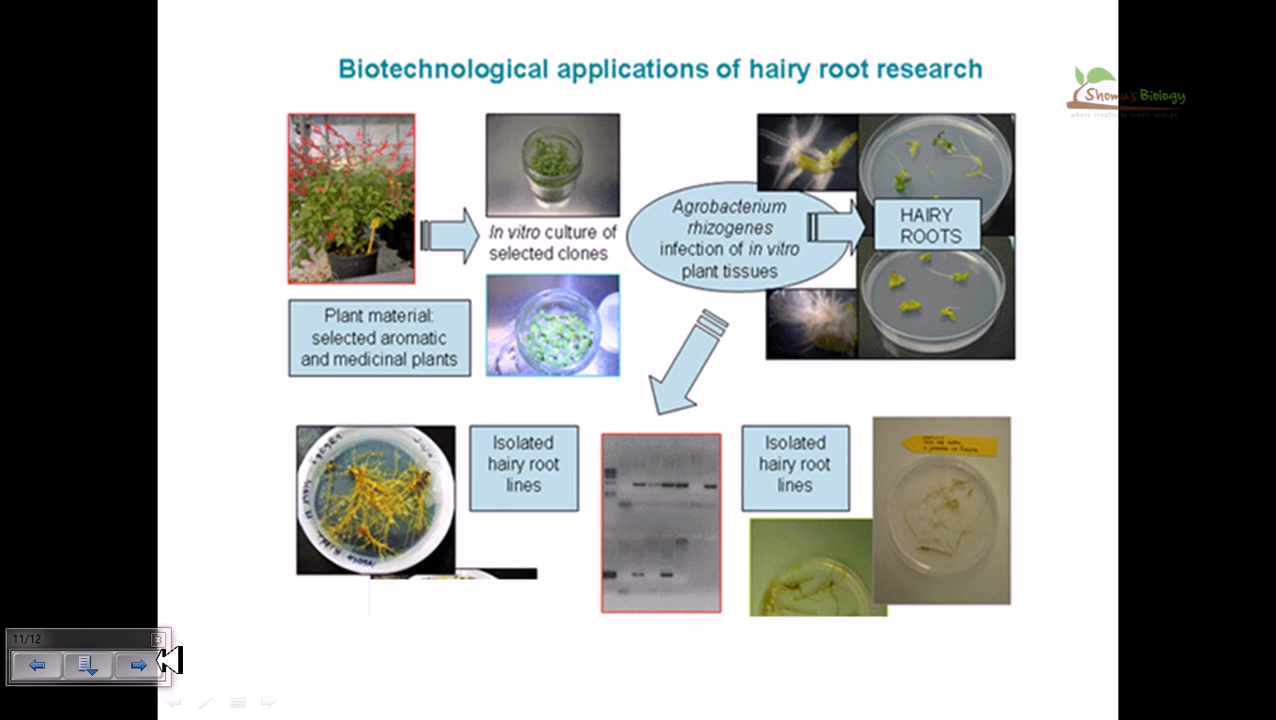 Biotechnological applications of hairy root research
Shomu's Biology
In vitro culture of
selected clones
Agrobacterium
rhizogenes
infection of in vitro
plant tissues
HAIRY
ROOTS
Plant material:
selected aromatic
and medicinal plants
Isolated
hairy root
lines
Isolated
hairy root
lines
11/12